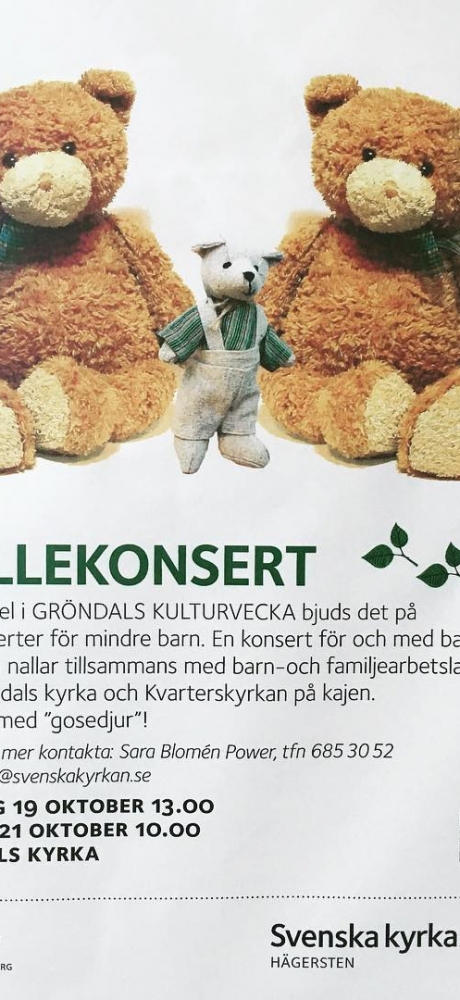 LLEKONSERT
el i GRÖNDALS KULTURVECKA bjuds det på
erter för mindre barn. En konsert för och med ba
nallar tillsammans med barn-och familjearbetsla
dals kyrka och Kvarterskyrkan på kajen.
med "gosedjur"!
mer kontakta: Sara Blomén Power, tfn 685 30 52
@svenskakyrkan.se
G 19 OKTOBER 13.00
21 OKTOBER 10.00
LS KYRKA
Svenska kyrka
HÄGERSTEN
RG